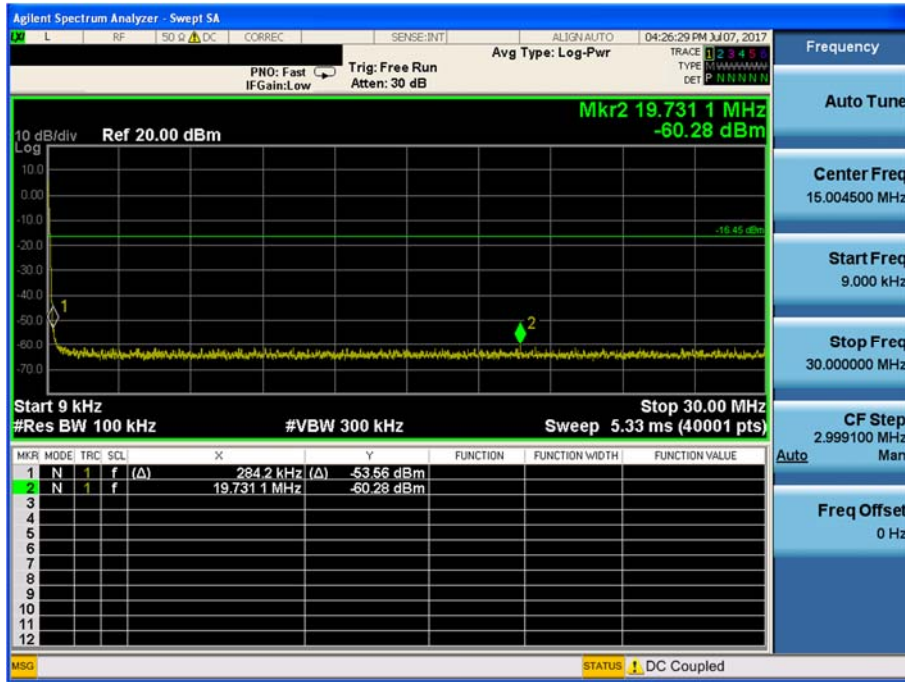 Agilent Spectrum Analyzer - Swept SA
LXI L RF 50 Ω DC CORREC SENSE:INT ALIGN AUTO 04:26:29 PM Jul 07, 2017
PNO: Fast Trig: Free Run Avg Type: Log-Pwr TRACE 1 2 3 4 5 6
IFGain:Low Atten: 30 dB TYPE M W W W W W
DET P N N N N N
Mkr2 19.731 1 MHz
10 dB/div Ref 20.00 dBm -60.28 dBm
Log
10.0
0.00
-10.0
-16.45 dBm
-20.0
-30.0
-40.0
1
-50.0
2
-60.0
-70.0
Start 9 kHz Stop 30.00 MHz
#Res BW 100 kHz #VBW 300 kHz Sweep 5.33 ms (40001 pts)
MKR MODE TRC SCL X Y FUNCTION FUNCTION WIDTH FUNCTION VALUE
1 N 1 f (Δ) 284.2 kHz (Δ) -53.56 dBm
2 N 1 f 19.731 1 MHz -60.28 dBm
3
4
5
6
7
8
9
10
11
12
MSG STATUS DC Coupled
Frequency
Auto Tune
Center Freq
15.004500 MHz
Start Freq
9.000 kHz
Stop Freq
30.000000 MHz
CF Step
2.999100 MHz
Auto Man
Freq Offset
0 Hz